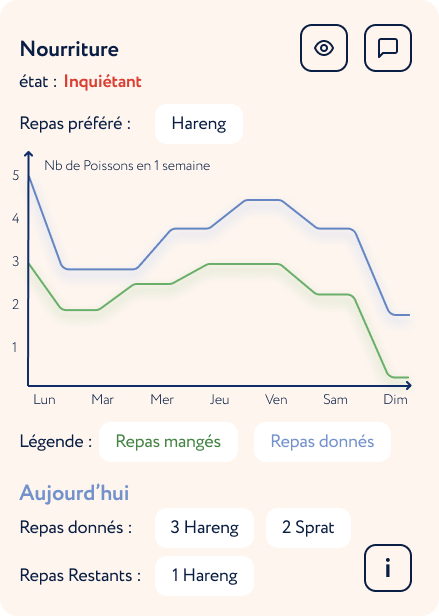 Nourriture
état : Inquiétant
Repas préféré : Hareng
Nb de Poissons en 1 semaine
5
4
3
2
1
Lun Mar Mer Jeu Ven Sam Dim
Légende : Repas mangés Repas donnés
Aujourd'hui
Repas donnés : 3 Hareng 2 Sprat
Repas Restants : 1 Hareng
i